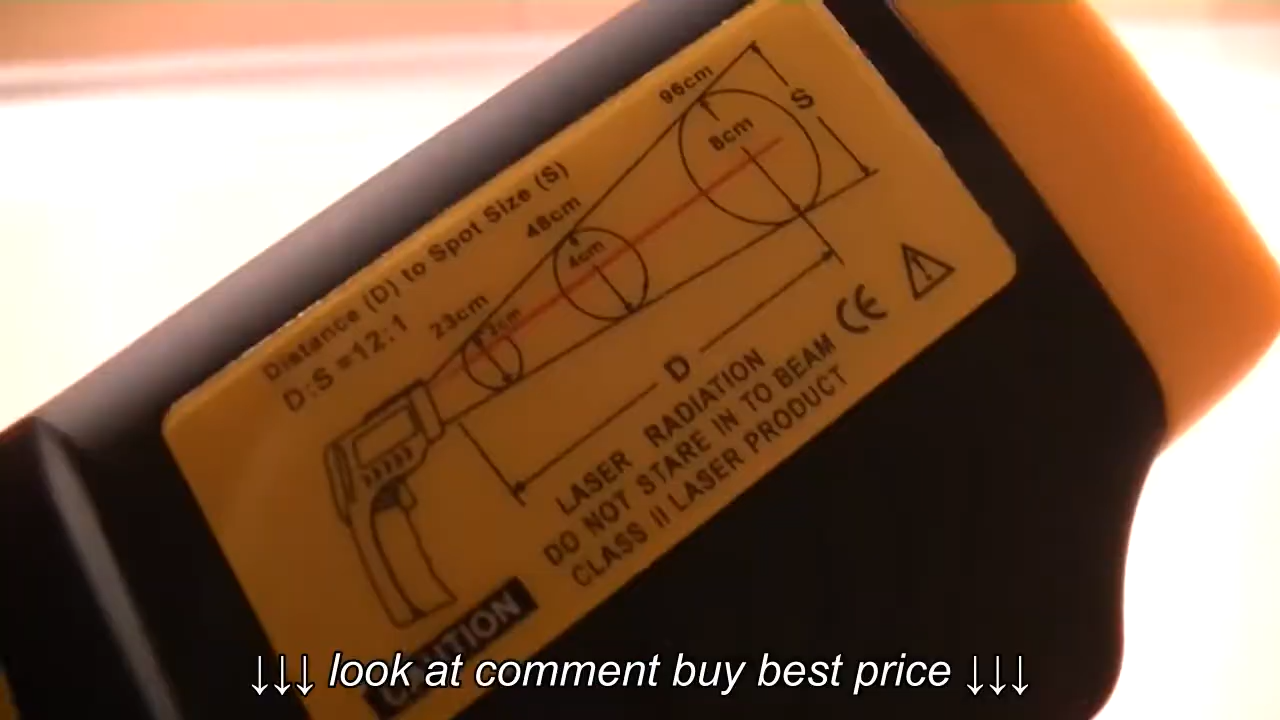 Distance (D) to Spot Size (S)
D:S =12:1
23cm
48cm
96cm
2cm
4cm
8cm
S
D
CE
LASER RADIATION
DO NOT STARE IN TO BEAM
CLASS II LASER PRODUCT
CAUTION
↓↓↓ look at comment buy best price ↓↓↓